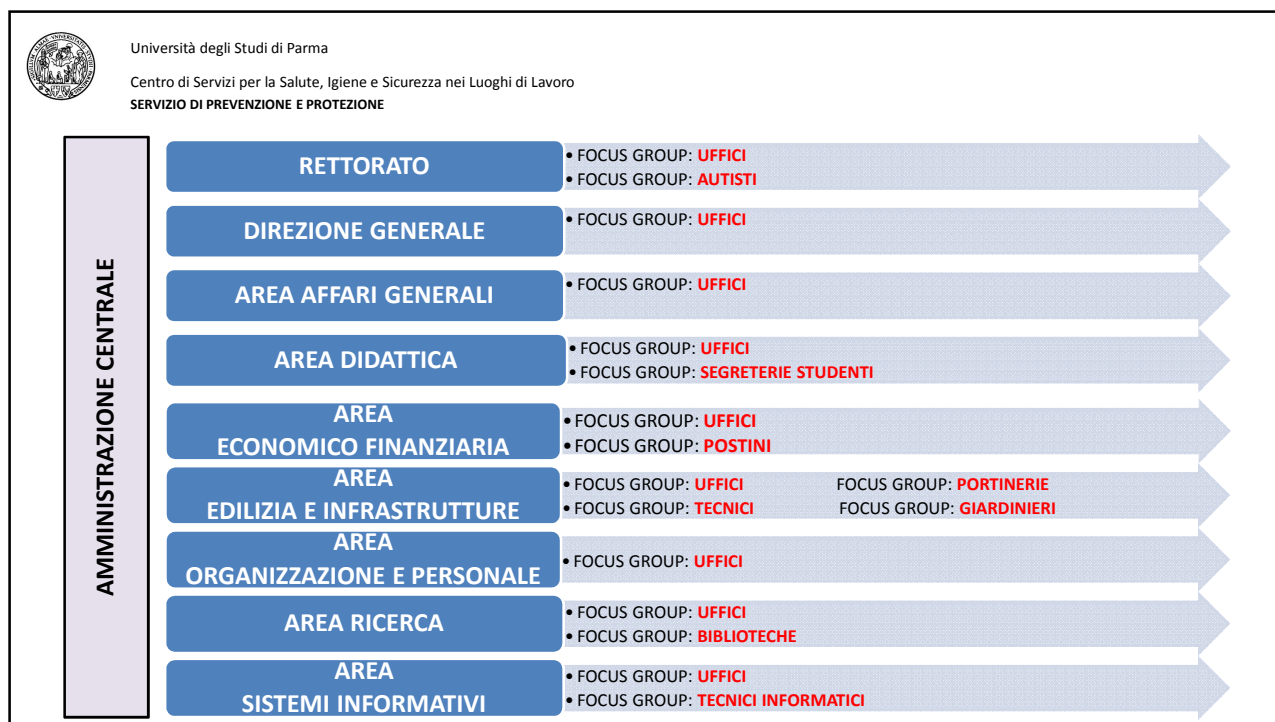 Università degli Studi di Parma
Centro di Servizi per la Salute, Igiene e Sicurezza nei Luoghi di Lavoro
SERVIZIO DI PREVENZIONE E PROTEZIONE
AMMINISTRAZIONE CENTRALE
RETTORATO
• FOCUS GROUP: UFFICI
• FOCUS GROUP: AUTISTI
DIREZIONE GENERALE
• FOCUS GROUP: UFFICI
AREA AFFARI GENERALI
• FOCUS GROUP: UFFICI
AREA DIDATTICA
• FOCUS GROUP: UFFICI
• FOCUS GROUP: SEGRETERIE STUDENTI
AREA
ECONOMICO FINANZIARIA
• FOCUS GROUP: UFFICI
• FOCUS GROUP: POSTINI
AREA
EDILIZIA E INFRASTRUTTURE
• FOCUS GROUP: UFFICI FOCUS GROUP: PORTINERIE
• FOCUS GROUP: TECNICI FOCUS GROUP: GIARDINIERI
AREA
ORGANIZZAZIONE E PERSONALE
• FOCUS GROUP: UFFICI
AREA RICERCA
• FOCUS GROUP: UFFICI
• FOCUS GROUP: BIBLIOTECHE
AREA
SISTEMI INFORMATIVI
• FOCUS GROUP: UFFICI
• FOCUS GROUP: TECNICI INFORMATICI